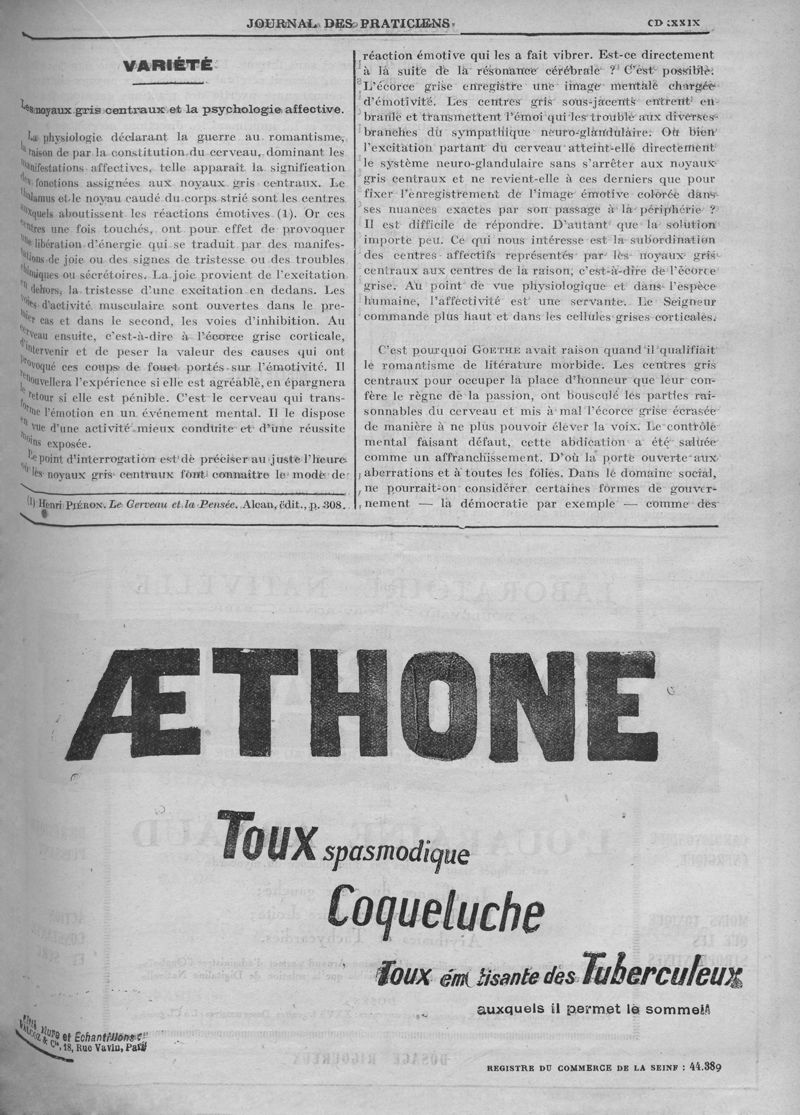 JOURNAL DES PRATICIENS
VARIÉTÉ
Les noyaux gris centraux et la psychologie affective.
La physiologie déclarant la guerre au romantisme,
la raison de par la constitution du cerveau, dominant les
manifestations affectives, telle apparaît la signification
des fonctions assignées aux noyaux gris centraux. Le
thalamus et le noyau caudé du corps strié sont les centres
auxquels aboutissent les réactions émotives (1). Or ces
centres une fois touchés, ont pour effet de provoquer
une libération d'énergie qui se traduit par des manifes-
tations de joie ou des signes de tristesse ou des troubles
ou sécrétoires. La joie provient de l'excitation
en dehors, la tristesse d'une excitation en dedans. Les
voies d'activité musculaire sont ouvertes dans le pre-
mier cas et dans le second, les voies d'inhibition. Au
cerveau ensuite, c'est-à-dire à l'écorce grise corticale,
d'intervenir et de peser la valeur des causes qui ont
provoqué ces coups de fouet portés sur l'émotivité. Il
renouvellera l'expérience si elle est agréable, en épargnera
le retour si elle est pénible. C'est le cerveau qui trans-
forme l'émotion en un événement mental. Il le dispose
en vue d'une activité mieux conduite et d'une réussite
moins exposée.
Le point d'interrogation est de préciser au juste l'heure
où les noyaux gris centraux font connaître le mode de
(1) Henri PIÉRON. Le Cerveau et la Pensée. Alcan, édit., p. 308.
réaction émotive qui les a fait vibrer. Est-ce directement
à la suite de la résonance cérébrale ? C'est possible.
L'écorce grise enregistre une image mentale chargée
d'émotivité. Les centres gris sous-jacents entrent en
branle et transmettent l'émoi qui les trouble aux diverses
branches du sympathique neuro-glandulaire. Ou bien
l'excitation partant du cerveau atteint-elle directement
le système neuro-glandulaire sans s'arrêter aux noyaux
gris centraux et ne revient-elle à ces derniers que pour
fixer l'enregistrement de l'image émotive colorée dans
ses nuances exactes par son passage à la périphérie ?
Il est difficile de répondre. D'autant que la solution
importe peu. Ce qui nous intéresse est la subordination
des centres affectifs représentés par les noyaux gris
centraux aux centres de la raison, c'est-à-dire de l'écorce
grise. Au point de vue physiologique et dans l'espèce
humaine, l'affectivité est une servante. Le Seigneur
commande plus haut et dans les cellules grises corticales.
C'est pourquoi GOETHE avait raison quand il qualifiait
le romantisme de litérature morbide. Les centres gris
centraux pour occuper la place d'honneur que leur con-
fère le règne de la passion, ont bousculé les parties rai-
sonnables du cerveau et mis à mal l'écorce grise écrasée
de manière à ne plus pouvoir élever la voix. Le contrôle
mental faisant défaut, cette abdication a été saluée
comme un affranchissement. D'où la porte ouverte aux
aberrations et à toutes les folies. Dans le domaine social,
ne pourrait-on considérer certaines formes de gouver-
nement — la démocratie par exemple — comme des
ÆTHONE
Toux spasmodique
Coqueluche
Toux émétisante des Tuberculeux
auxquels il permet le sommeil
et Echantillons
& Cie, 18, Rue Vavin, Paris
REGISTRE DU COMMERCE DE LA SEINE : 44.389